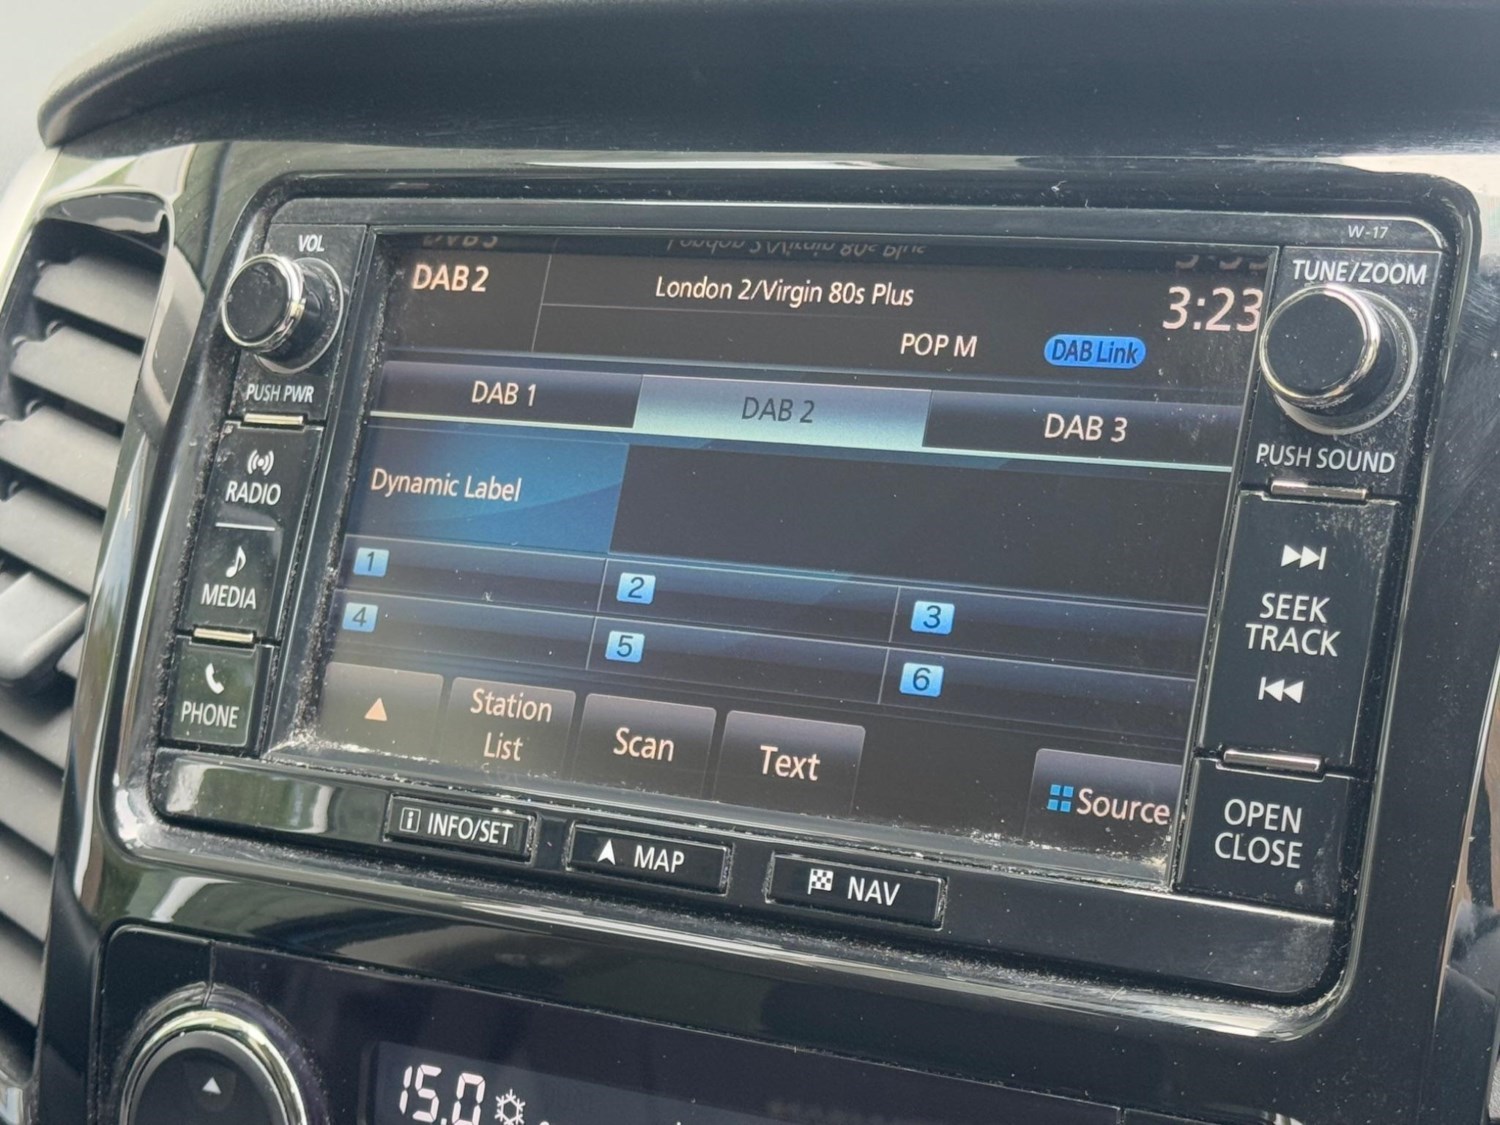 W-17
VOL
PUSH PWR
RADIO
MEDIA
PHONE
DAB 2
London 2/Virgin 80s Plus
3:23
POP M
DAB Link
DAB 1
DAB 2
DAB 3
Dynamic Label
1
2
3
4
5
6
Station
List
Scan
Text
Source
TUNE/ZOOM
PUSH SOUND
SEEK
TRACK
OPEN
CLOSE
i INFO/SET
MAP
NAV
15.0